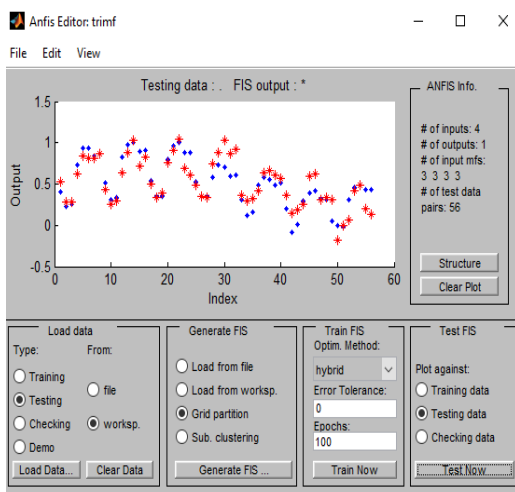 Anfis Editor: trimf
File Edit View
Testing data : . FIS output : *
1.5
1
0.5
0
-0.5
Output
0 10 20 30 40 50 60
Index
ANFIS Info.
# of inputs: 4
# of outputs: 1
# of input mfs:
3 3 3 3
# of test data
pairs: 56
Structure
Clear Plot
Load data
Type: From:
Training
Testing
Checking
Demo
file
worksp.
Load Data... Clear Data
Generate FIS
Load from file
Load from worksp.
Grid partition
Sub. clustering
Generate FIS ...
Train FIS
Optim. Method:
hybrid
Error Tolerance:
0
Epochs:
100
Train Now
Test FIS
Plot against:
Training data
Testing data
Checking data
Test Now